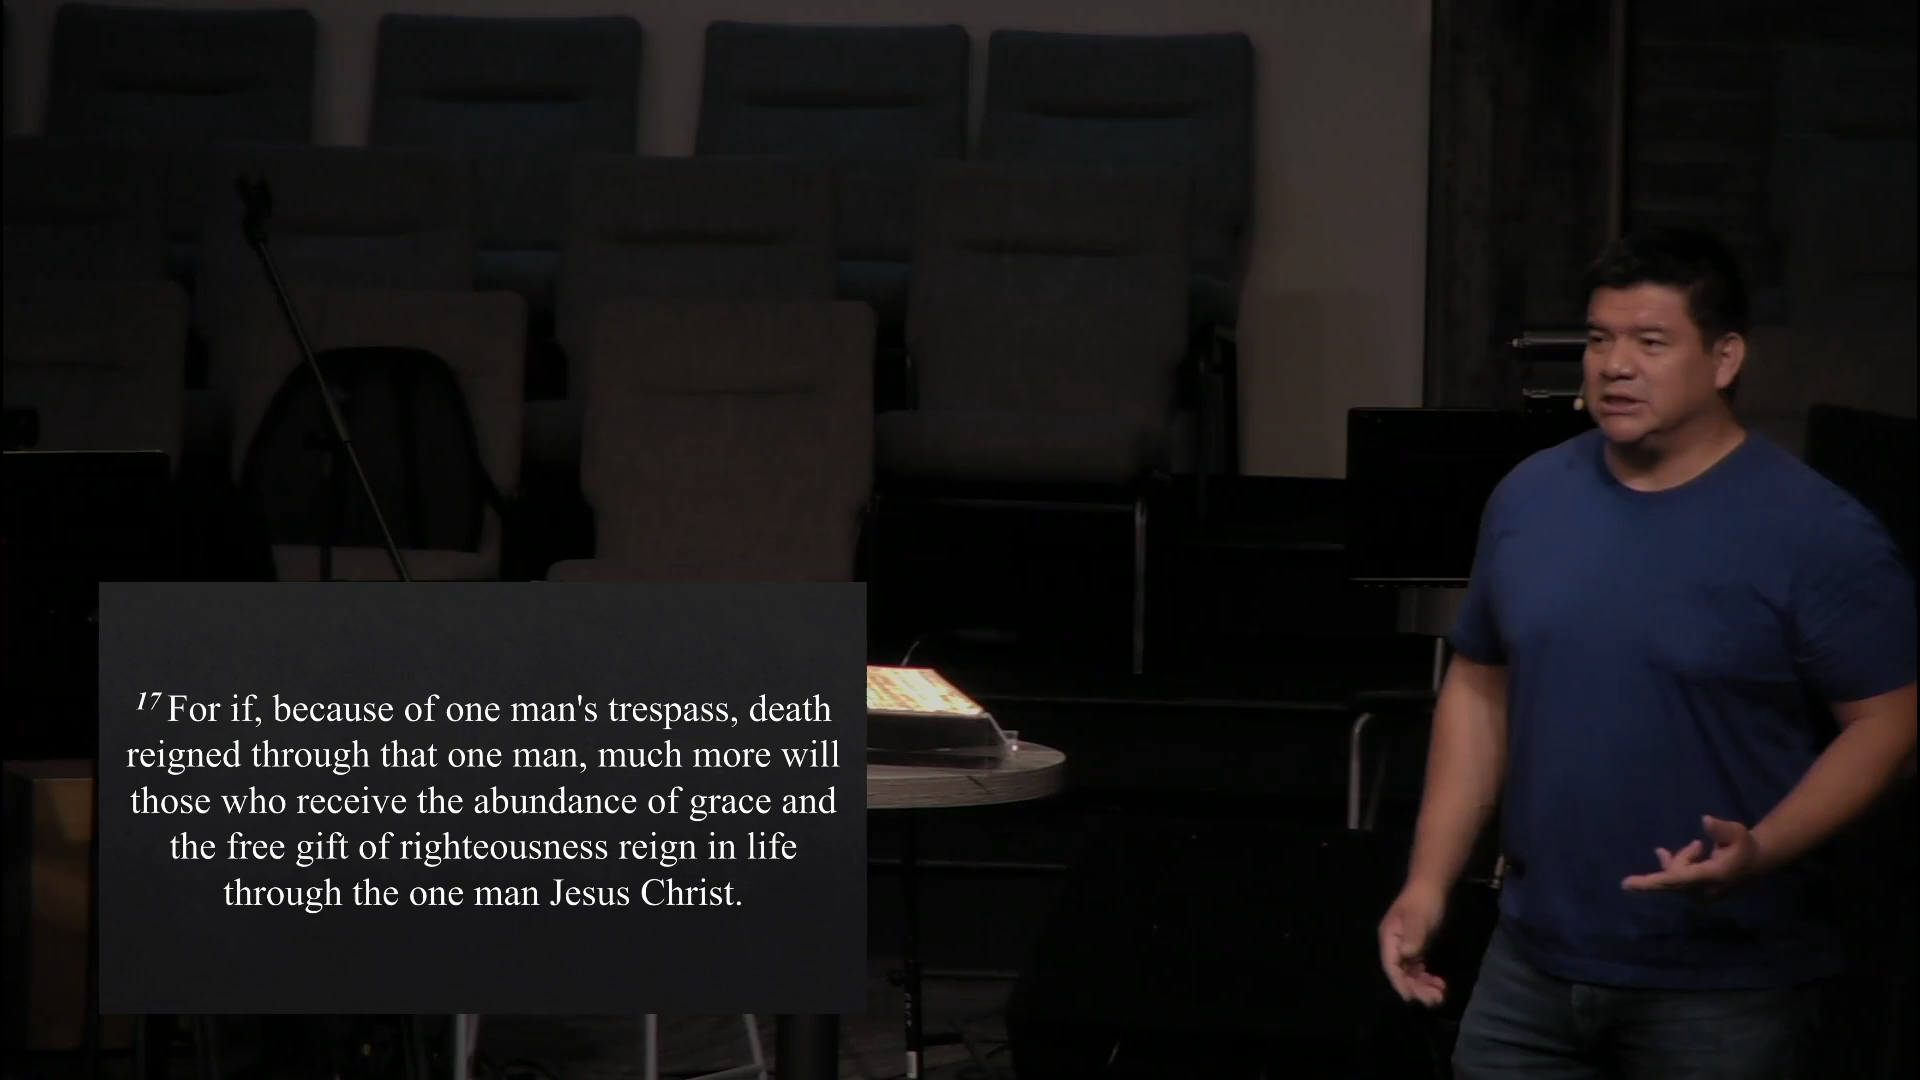 17 For if, because of one man's trespass, death
reigned through that one man, much more will
those who receive the abundance of grace and
the free gift of righteousness reign in life
through the one man Jesus Christ.